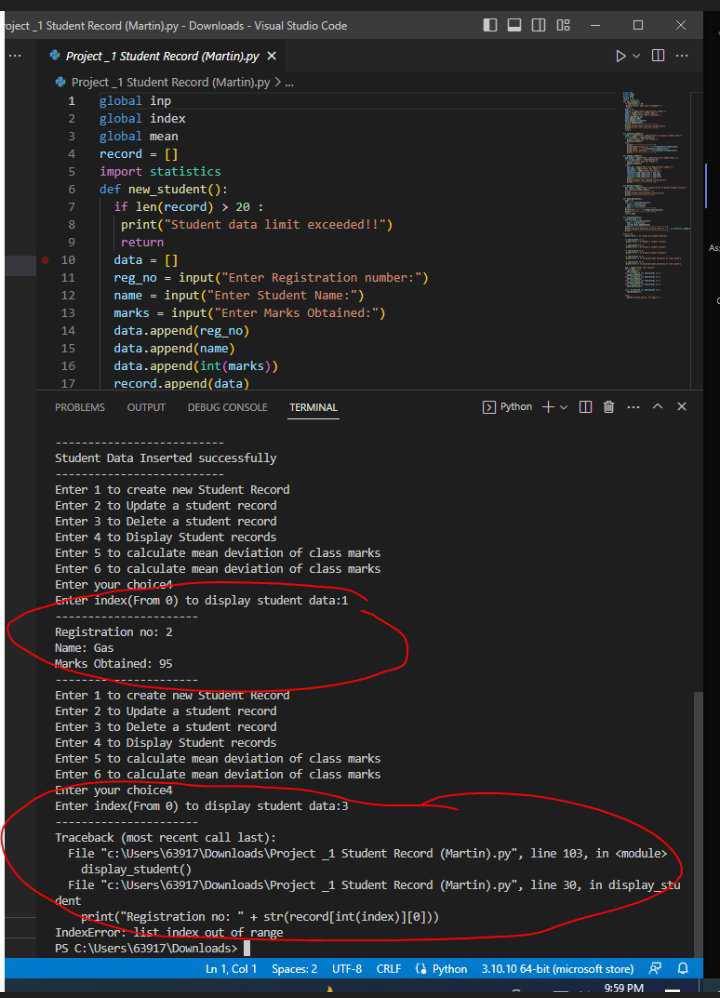 oject _1 Student Record (Martin).py - Downloads - Visual Studio Code
Project _1 Student Record (Martin).py
Project _1 Student Record (Martin).py > ...
1 global inp
2 global index
3 global mean
4 record = []
5 import statistics
6 def new_student():
7 if len(record) > 20 :
8 print("Student data limit exceeded!!")
9 return
10 data = []
11 reg_no = input("Enter Registration number:")
12 name = input("Enter Student Name:")
13 marks = input("Enter Marks Obtained:")
14 data.append(reg_no)
15 data.append(name)
16 data.append(int(marks))
17 record.append(data)
PROBLEMS OUTPUT DEBUG CONSOLE TERMINAL Python
--------------------------
Student Data Inserted successfully
--------------------------
Enter 1 to create new Student Record
Enter 2 to Update a student record
Enter 3 to Delete a student record
Enter 4 to Display Student records
Enter 5 to calculate mean deviation of class marks
Enter 6 to calculate mean deviation of class marks
Enter your choice4
Enter index(From 0) to display student data:1
----------------------
Registration no: 2
Name: Gas
Marks Obtained: 95
----------------------
Enter 1 to create new Student Record
Enter 2 to Update a student record
Enter 3 to Delete a student record
Enter 4 to Display Student records
Enter 5 to calculate mean deviation of class marks
Enter 6 to calculate mean deviation of class marks
Enter your choice4
Enter index(From 0) to display student data:3
----------------------
Traceback (most recent call last):
File "c:\Users\63917\Downloads\Project _1 Student Record (Martin).py", line 103, in <module>
display_student()
File "c:\Users\63917\Downloads\Project _1 Student Record (Martin).py", line 30, in display_stu
dent
print("Registration no: " + str(record[int(index)][0]))
IndexError: list index out of range
PS C:\Users\63917\Downloads>
Ln 1, Col 1 Spaces: 2 UTF-8 CRLF Python 3.10.10 64-bit (microsoft store)
9:59 PM